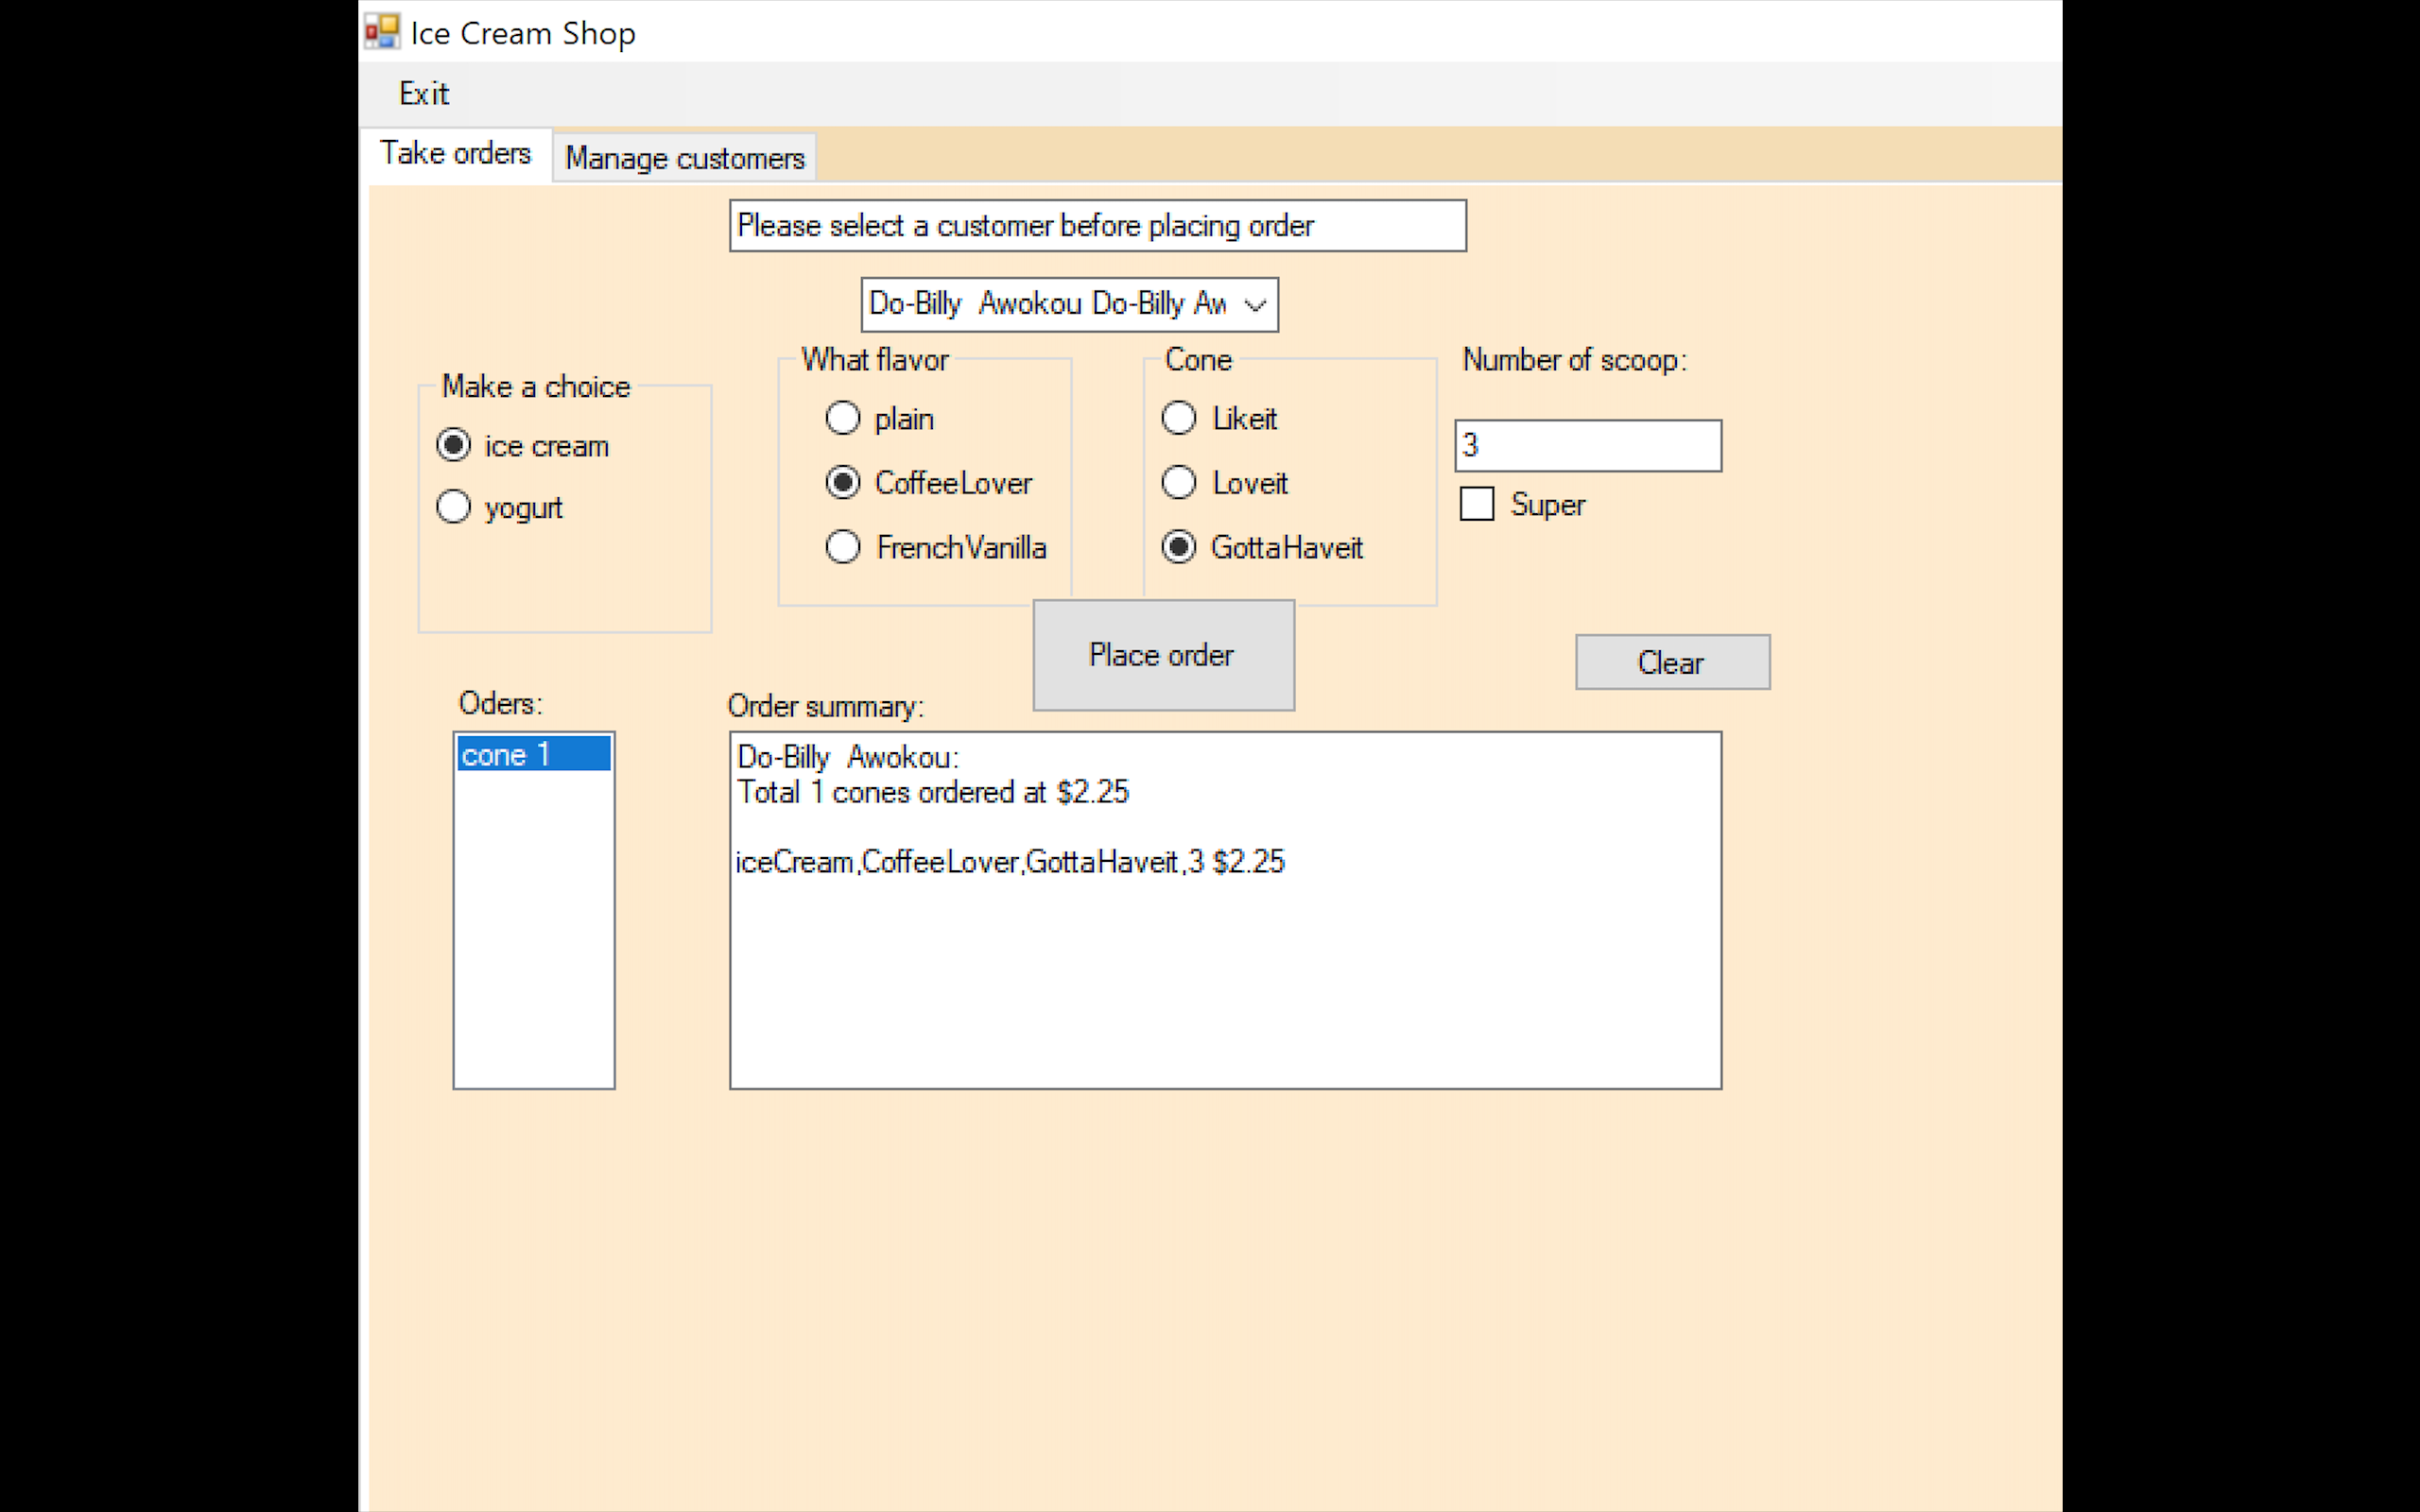 Ice Cream Shop
Exit
Take orders
Manage customers
Please select a customer before placing order
Do-Billy  Awokou Do-Billy Aw
Make a choice
ice cream
yogurt
What flavor
plain
CoffeeLover
FrenchVanilla
Cone
Likeit
Loveit
GottaHaveit
Number of scoop:
3
Super
Place order
Clear
Oders:
cone 1
Order summary:
Do-Billy  Awokou:
Total 1 cones ordered at $2.25
iceCream,CoffeeLover,GottaHaveit,3 $2.25